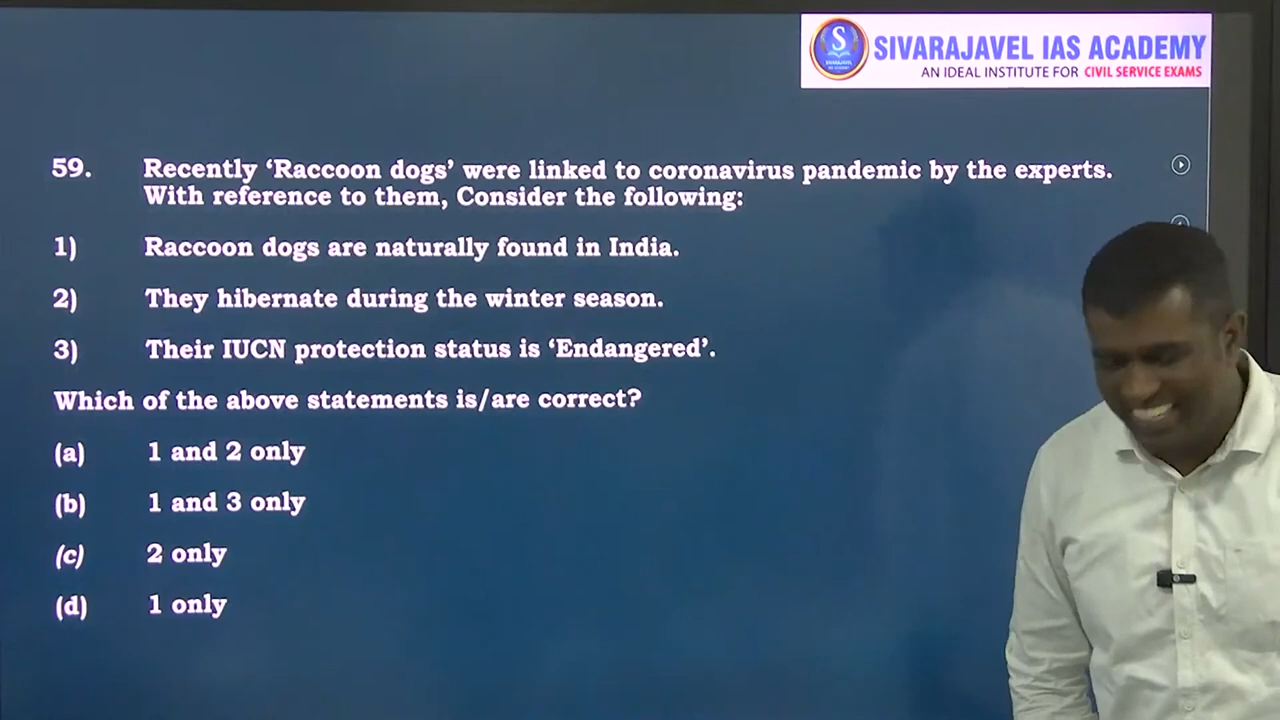 SIVARAJAVEL IAS ACADEMY
AN IDEAL INSTITUTE FOR CIVIL SERVICE EXAMS
59. Recently ‘Raccoon dogs’ were linked to coronavirus pandemic by the experts.
With reference to them, Consider the following:
1) Raccoon dogs are naturally found in India.
2) They hibernate during the winter season.
3) Their IUCN protection status is ‘Endangered’.
Which of the above statements is/are correct?
(a) 1 and 2 only
(b) 1 and 3 only
(c) 2 only
(d) 1 only